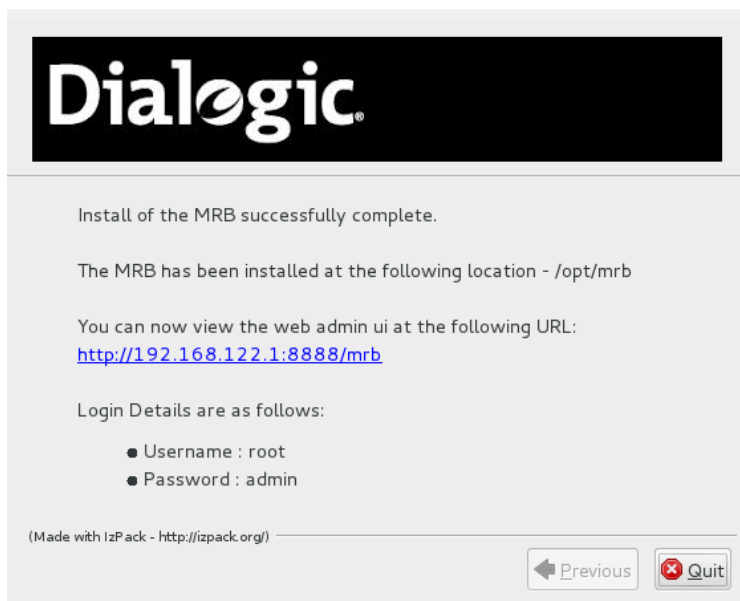 Dialogic®
Install of the MRB successfully complete.
The MRB has been installed at the following location - /opt/mrb
You can now view the web admin ui at the following URL:
http://192.168.122.1:8888/mrb
Login Details are as follows:
● Username : root
● Password : admin
(Made with IzPack - http://izpack.org/)
Previous
Quit